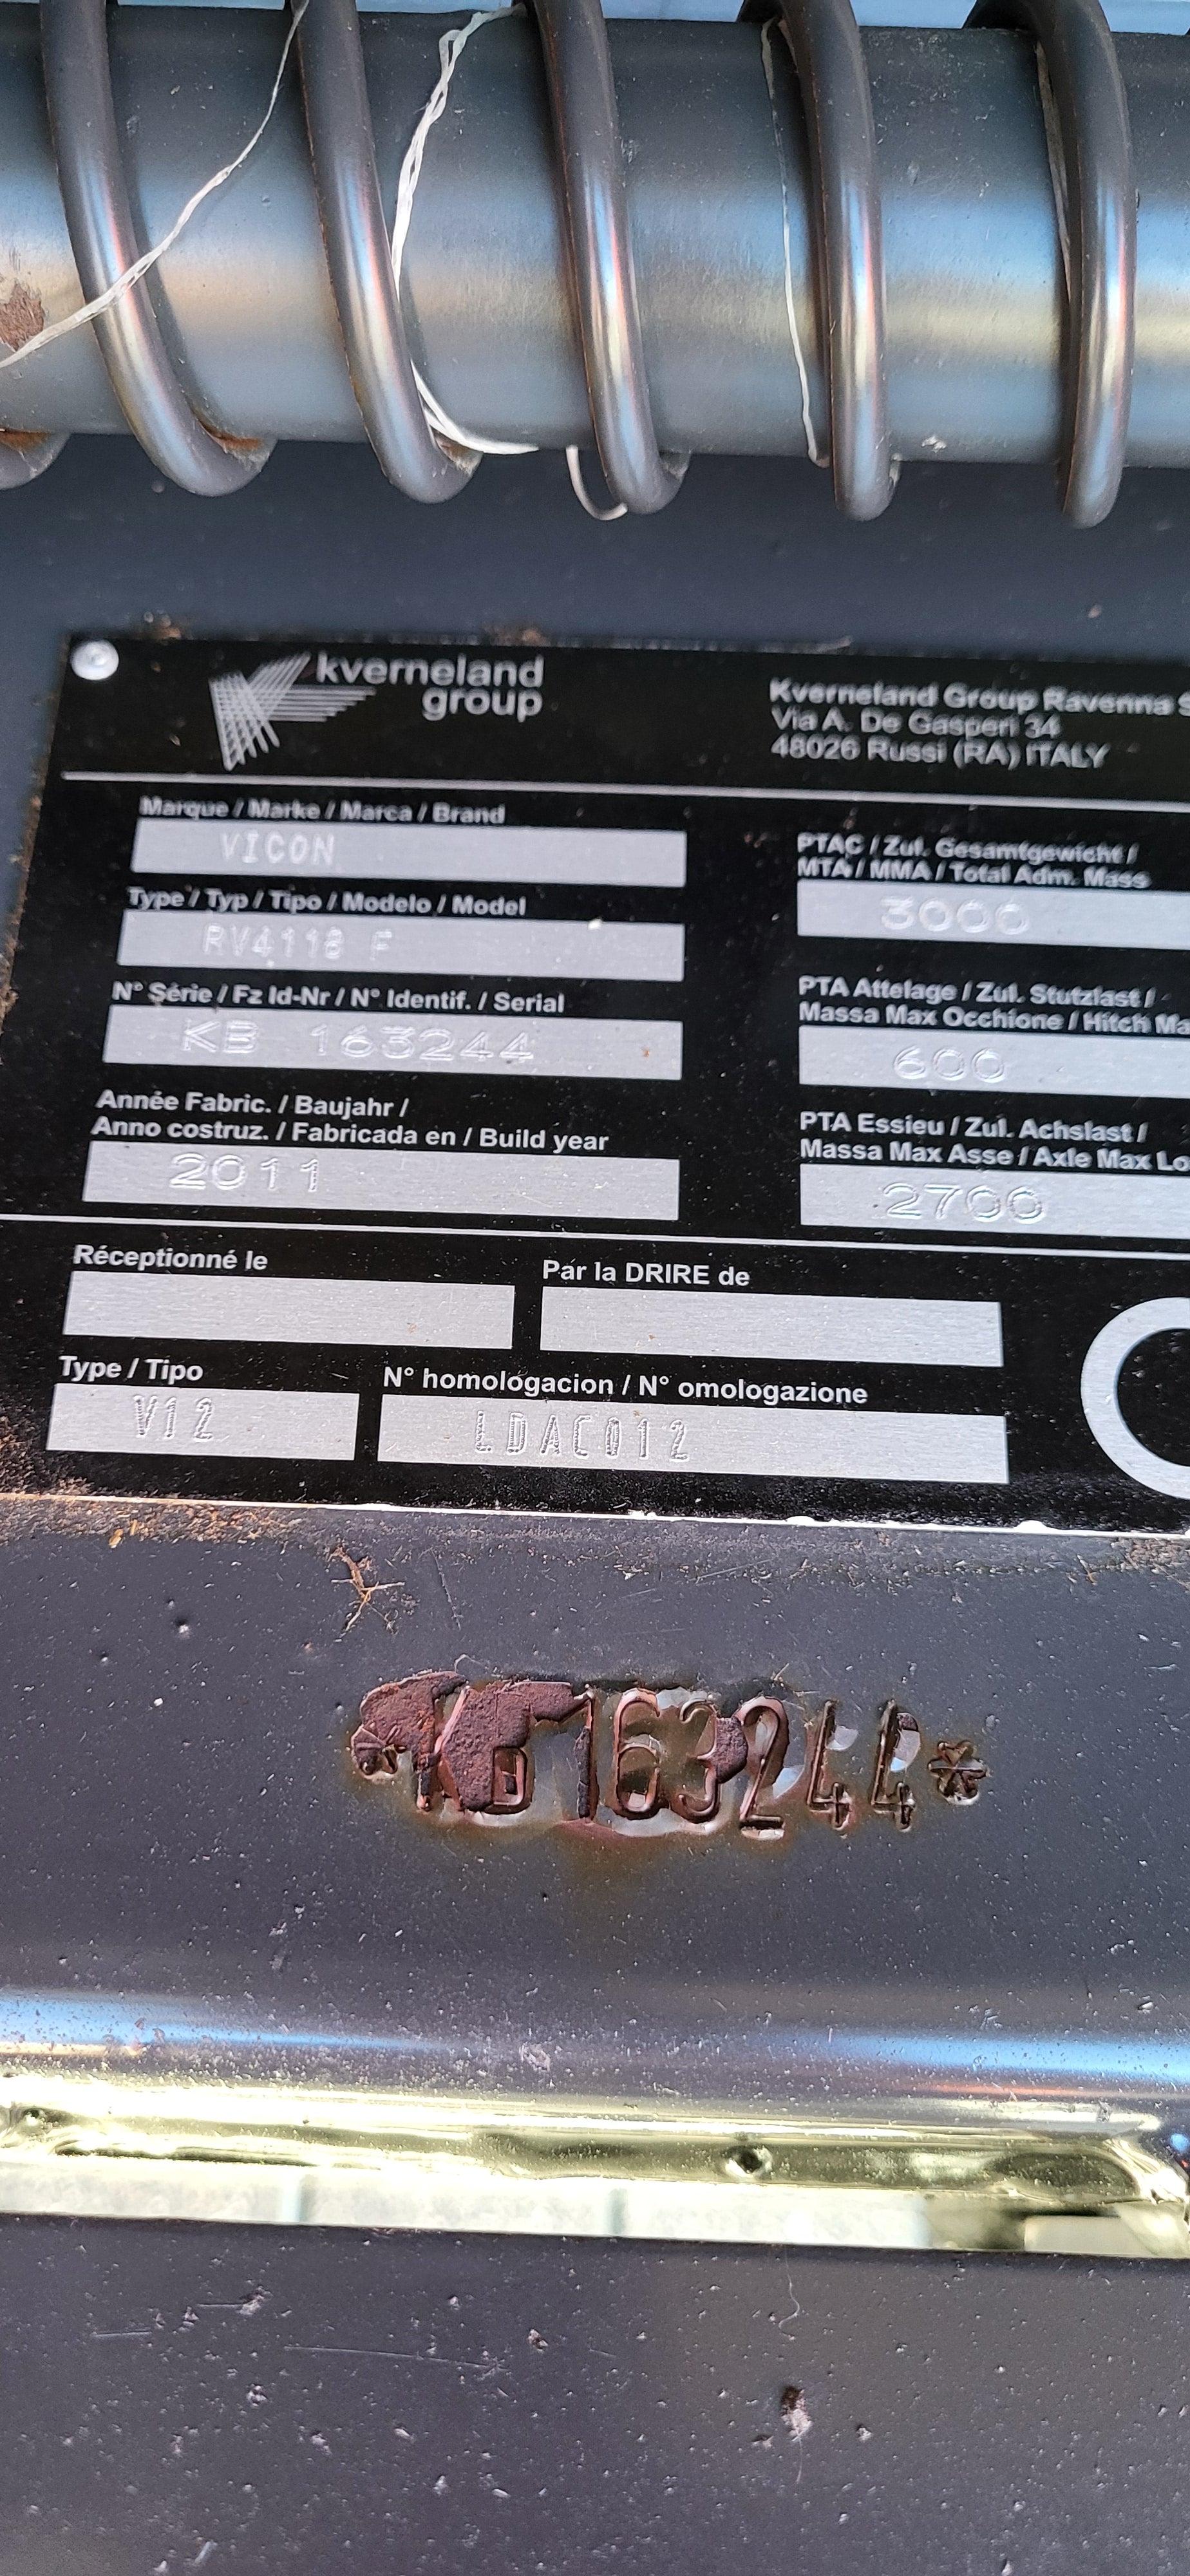 kverneland
group
Kverneland Group Ravenna S
Via A. De Gasperi 34
48026 Russi (RA) ITALY
Marque / Marke / Marca / Brand
VICON
Type / Typ / Tipo / Modelo / Model
RV4118 F
N° Série / Fz Id-Nr / N° Identif. / Serial
KB 163244
Année Fabric. / Baujahr /
Anno costruz. / Fabricada en / Build year
2011
PTAC / Zul. Gesamtgewicht /
MTA / MMA / Total Adm. Mass
3000
PTA Attelage / Zul. Stutzlast /
Massa Max Occhione / Hitch Ma
600
PTA Essieu / Zul. Achslast /
Massa Max Asse / Axle Max Lo
2700
Réceptionné le
Par la DRIRE de
Type / Tipo
V12
N° homologacion / N° omologazione
LDAC012
*KB163244*